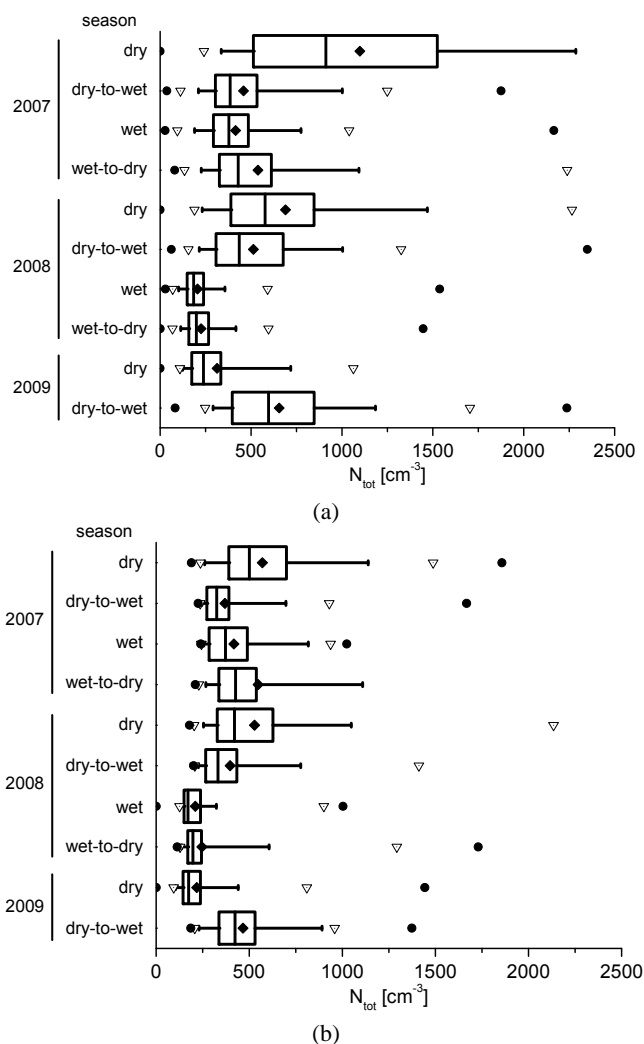 season
2007
dry
dry-to-wet
wet
wet-to-dry
2008
dry
dry-to-wet
wet
wet-to-dry
2009
dry
dry-to-wet
0 500 1000 1500 2000 2500
N_tot [cm⁻³]
(a)
season
2007
dry
dry-to-wet
wet
wet-to-dry
2008
dry
dry-to-wet
wet
wet-to-dry
2009
dry
dry-to-wet
0 500 1000 1500 2000 2500
N_tot [cm⁻³]
(b)